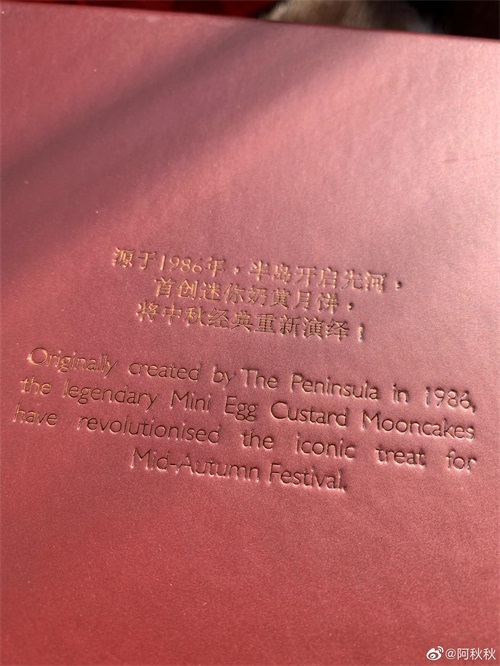 源于1986年，半岛开启先河，
首创迷你奶黄月饼，
将中秋经典重新演绎！
Originally created by The Peninsula in 1986,
the legendary Mini Egg Custard Mooncakes
have revolutionised the iconic treat for
Mid-Autumn Festival.
@阿秋秋